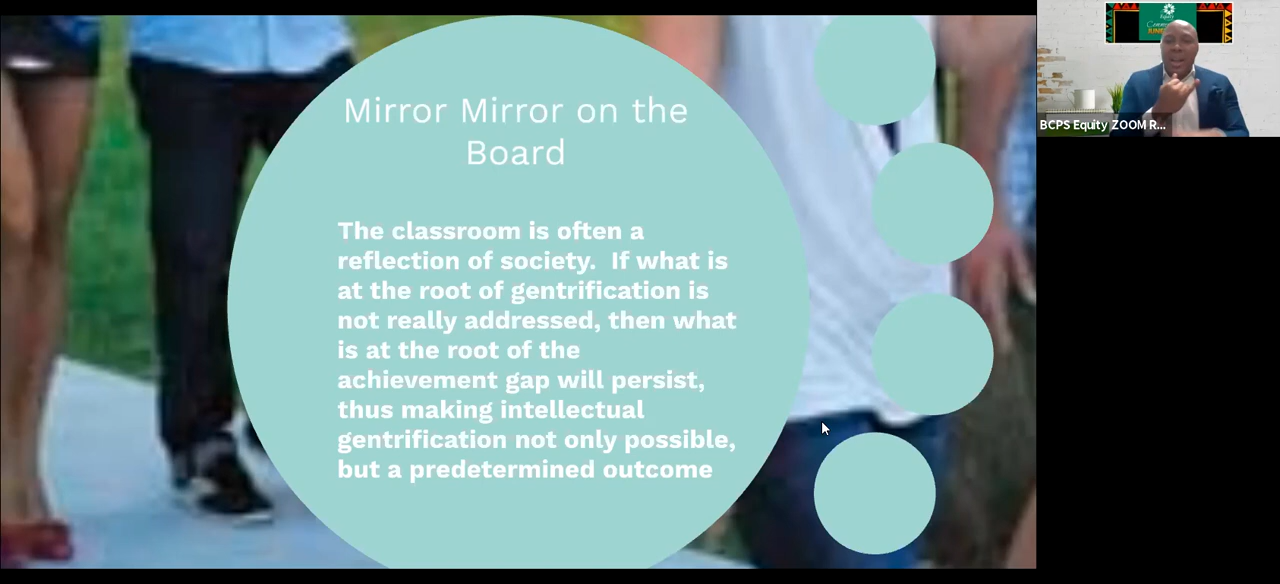 Mirror Mirror on the
Board
The classroom is often a
reflection of society.  If what is
at the root of gentrification is
not really addressed, then what
is at the root of the
achievement gap will persist,
thus making intellectual
gentrification not only possible,
but a predetermined outcome
Equity
BCPS Equity ZOOM R...